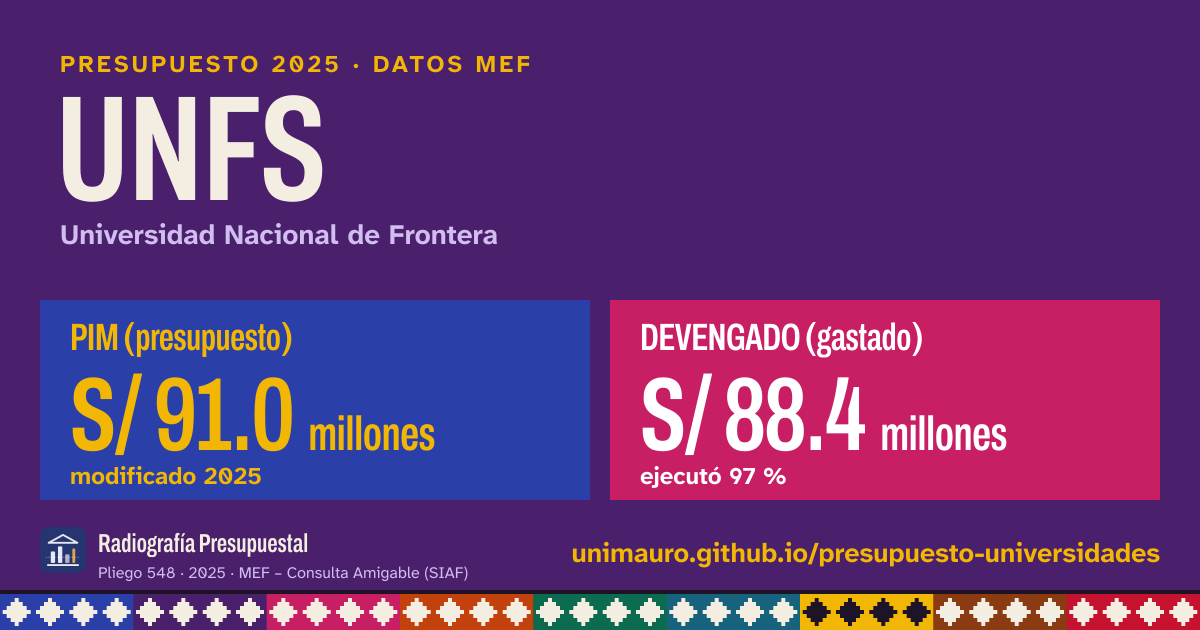 PRESUPUESTO 2025 · DATOS MEF
UNFS
Universidad Nacional de Frontera
PIM (presupuesto)
S/ 91.0 millones
modificado 2025
DEVENGADO (gastado)
S/ 88.4 millones
ejecutó 97 %
Radiografía Presupuestal
Pliego 548 · 2025 · MEF – Consulta Amigable (SIAF)
unimauro.github.io/presupuesto-universidades